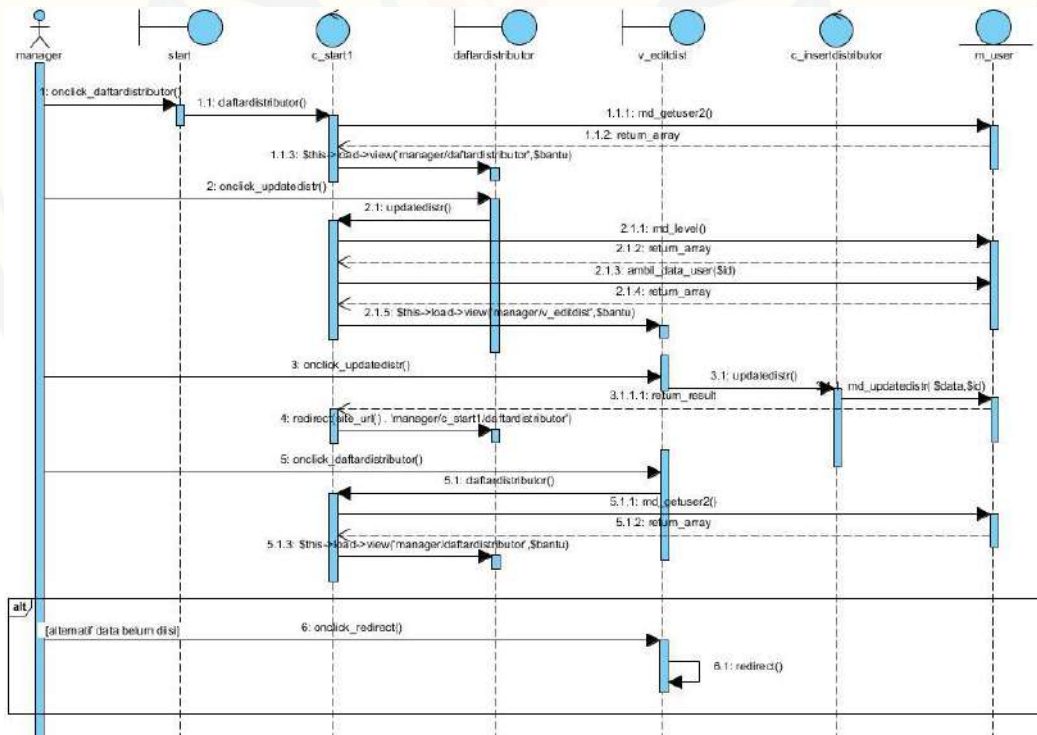 manager
start
c_start1
daftardistributor
v_editdist
c_insertdistributor
m_user
1: onclick_daftardistributor()
1.1: daftardistributor()
1.1.1: md_getuser2()
1.1.2: return_array
1.1.3: $this->load->view('manager/daftardistributor',$bantu)
2: onclick_updatedistr()
2.1: updatedistr()
2.1.1: md_level()
2.1.2: return_array
2.1.3: ambil_data_user($id)
2.1.4: return_array
2.1.5: $this->load->view('manager/v_editdist',$bantu)
3: onclick_updatedistr()
3.1: updatedistr()
3.1.1: md_updatedistr( $data,$id)
3.1.1.1: return_result
4: redirect(site_url() . 'manager/c_start1/daftardistributor')
5: onclick_daftardistributor()
5.1: daftardistributor()
5.1.1: md_getuser2()
5.1.2: return_array
5.1.3: $this->load->view('manager/daftardistributor',$bantu)
alt
[alternatif data belum diisi]
6: onclick_redirect()
6.1: redirect()